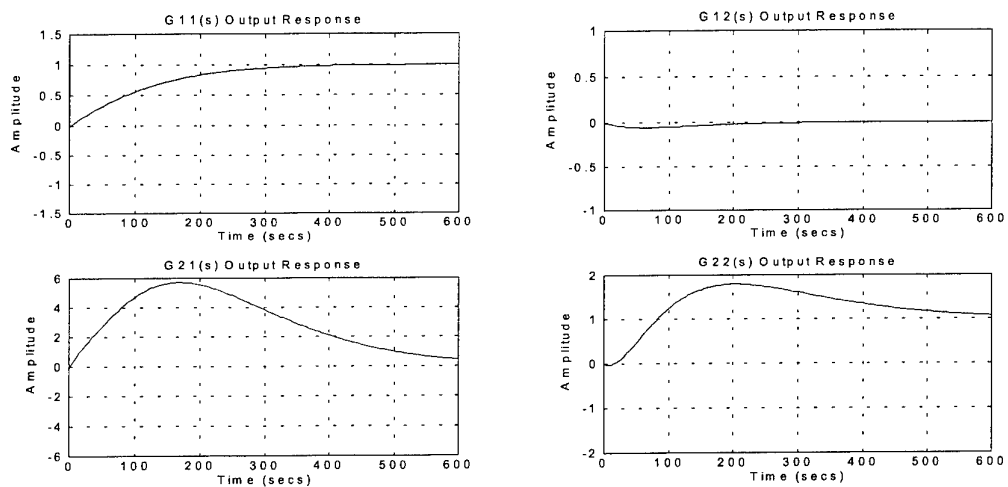 G11(s) Output Response
1.5
1
0.5
0
-0.5
-1
-1.5
Amplitude
0 100 200 300 400 500 600
Time (secs)
G12(s) Output Response
1
0.5
0
-0.5
-1
Amplitude
0 100 200 300 400 500 600
Time (secs)
G21(s) Output Response
6
4
2
0
-2
-4
-6
Amplitude
0 100 200 300 400 500 600
Time (secs)
G22(s) Output Response
2
1
0
-1
-2
Amplitude
0 100 200 300 400 500 600
Time (secs)